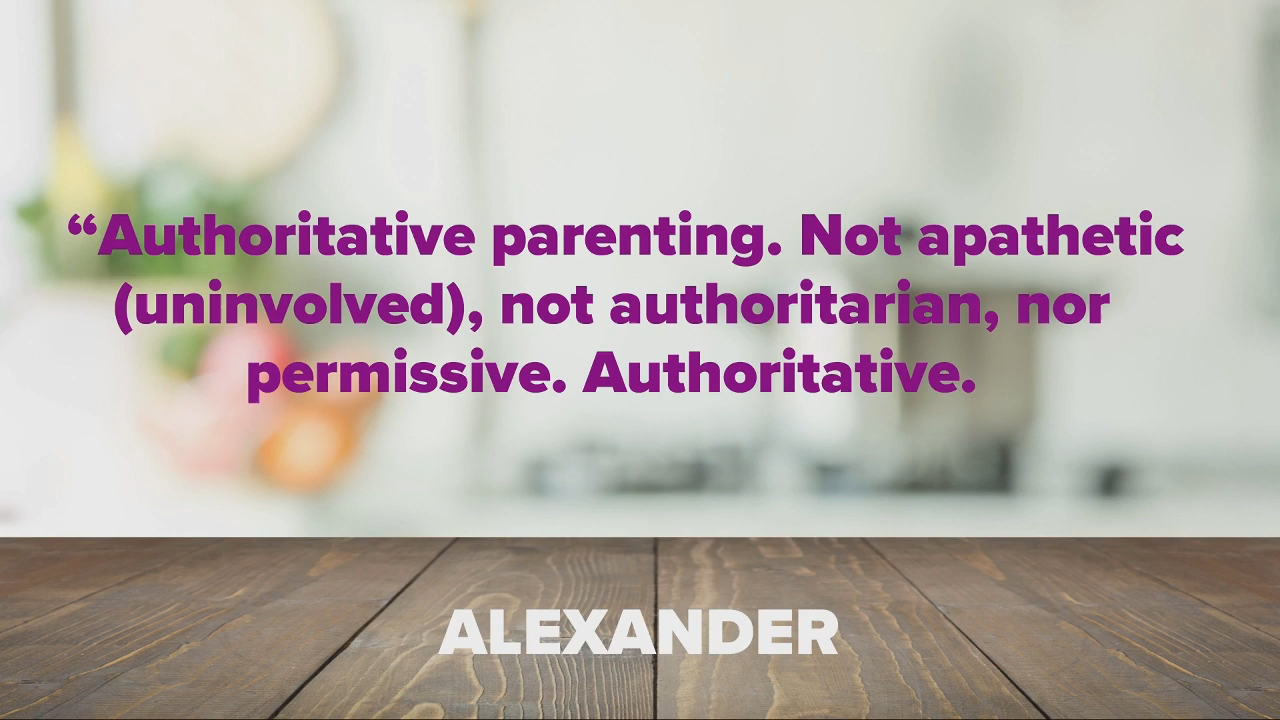 “Authoritative parenting. Not apathetic
(uninvolved), not authoritarian, nor
permissive. Authoritative.
ALEXANDER